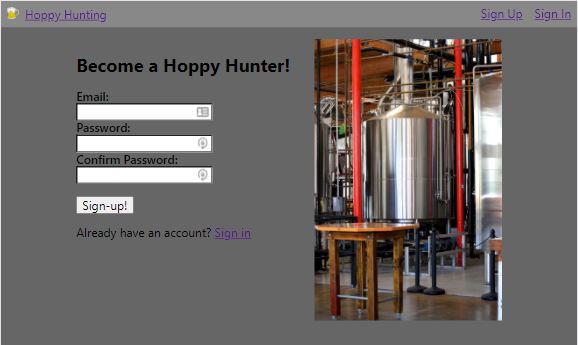 Hoppy Hunting
Sign Up Sign In
Become a Hoppy Hunter!
Email:
Password:
Confirm Password:
Sign-up!
Already have an account? Sign in